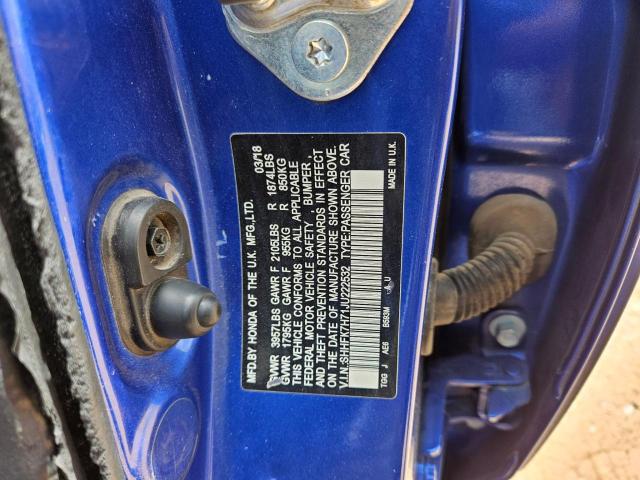 MFD.BY HONDA OF THE U.K. MFG.,LTD. 03/18
GVWR 3957LBS GAWR F 2105LBS R 1874LBS
GVWR 1795KG GAWR F 955KG R 850KG
THIS VEHICLE CONFORMS TO ALL APPLICABLE
FEDERAL MOTOR VEHICLE SAFETY , BUMPER ,
AND THEFT PREVENTION STANDARDS IN EFFECT
ON THE DATE OF MANUFACTURE SHOWN ABOVE.
V.I.N.:SHHFK7H71JU222532 TYPE:PASSENGER CAR
TGG J AE6 B593M U
MADE IN U.K.